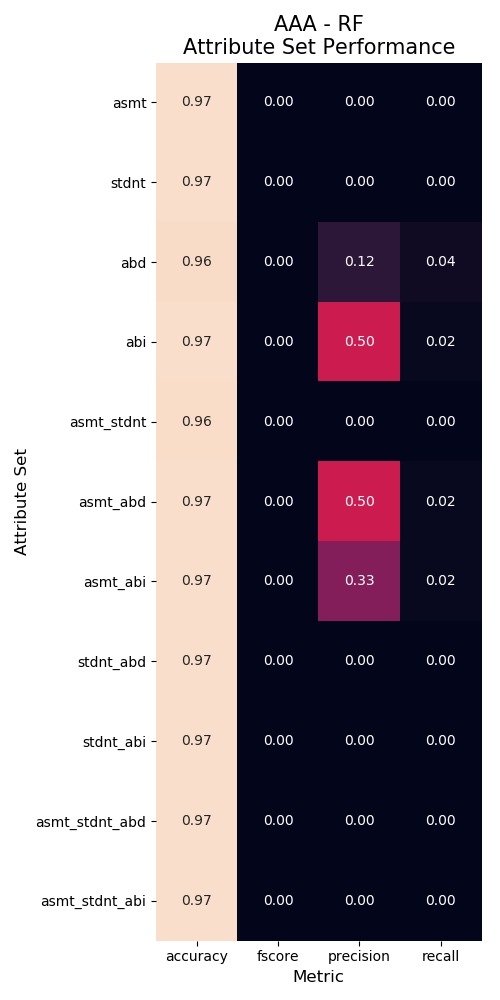 AAA - RF
Attribute Set Performance
asmt 0.97 0.00 0.00 0.00
stdnt 0.97 0.00 0.00 0.00
abd 0.96 0.00 0.12 0.04
abi 0.97 0.00 0.50 0.02
asmt_stdnt 0.96 0.00 0.00 0.00
asmt_abd 0.97 0.00 0.50 0.02
asmt_abi 0.97 0.00 0.33 0.02
stdnt_abd 0.97 0.00 0.00 0.00
stdnt_abi 0.97 0.00 0.00 0.00
asmt_stdnt_abd 0.97 0.00 0.00 0.00
asmt_stdnt_abi 0.97 0.00 0.00 0.00
accuracy fscore precision recall
Metric
Attribute Set